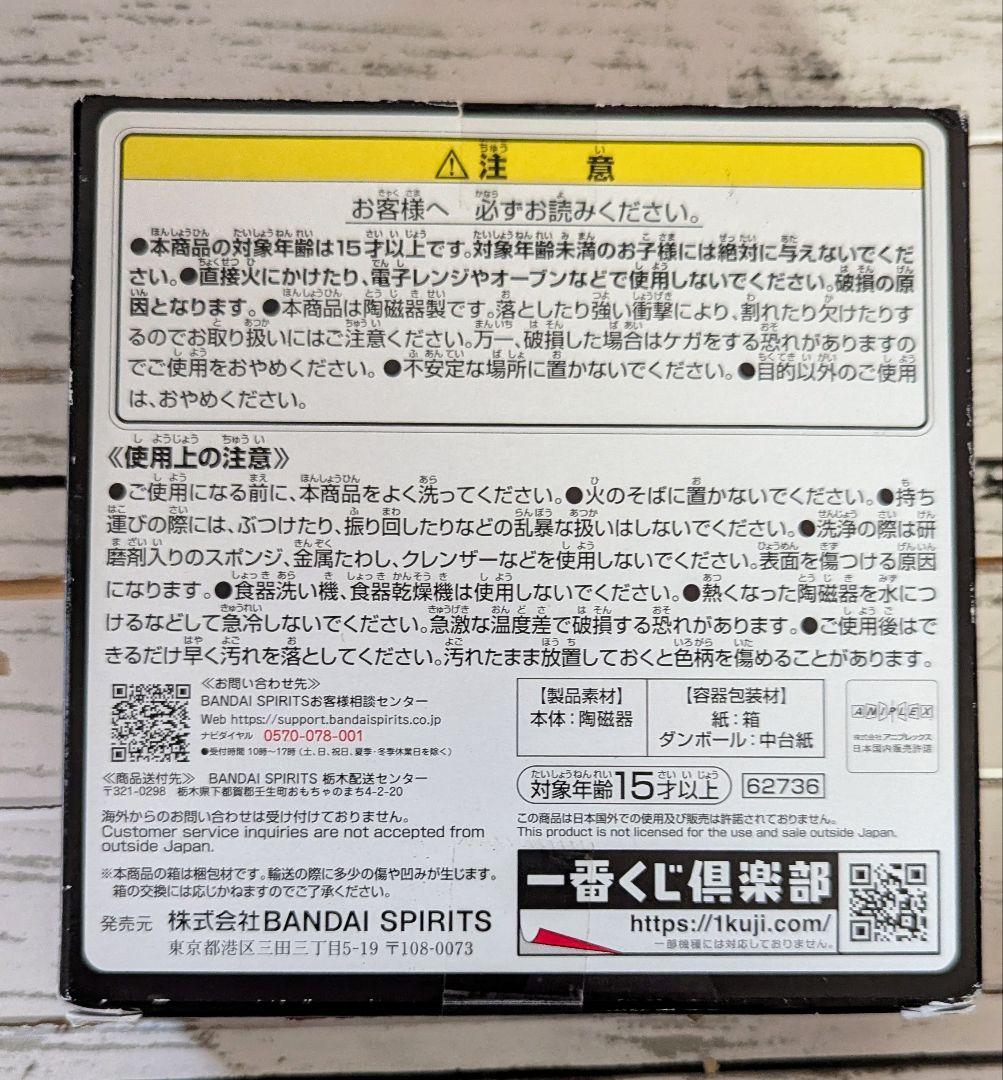 ⚠注 意
お客様へ 必ずお読みください。
●本商品の対象年齢は15才以上です。対象年齢未満のお子様には絶対に与えないでくだ
さい。●直接火にかけたり、電子レンジやオーブンなどで使用しないでください。破損の原
因となります。●本商品は陶磁器製です。落としたり強い衝撃により、割れたり欠けたりす
るのでお取り扱いにはご注意ください。万一、破損した場合はケガをする恐れがありますの
でご使用をおやめください。●不安定な場所に置かないでください。●目的以外のご使用
は、おやめください。
《使用上の注意》
●ご使用になる前に、本商品をよく洗ってください。●火のそばに置かないでください。●持ち
運びの際には、ぶつけたり、振り回したりなどの乱暴な扱いはしないでください。●洗浄の際は研
磨剤入りのスポンジ、金属たわし、クレンザーなどを使用しないでください。表面を傷つける原因
になります。●食器洗い機、食器乾燥機は使用しないでください。●熱くなった陶磁器を水につ
けるなどして急冷しないでください。急激な温度差で破損する恐れがあります。●ご使用後はで
きるだけ早く汚れを落としてください。汚れたまま放置しておくと色柄を傷めることがあります。
≪お問い合わせ先≫
BANDAI SPIRITSお客様相談センター
Web https://support.bandaispirits.co.jp
ナビダイヤル 0570-078-001
●受付時間 10時～17時(土、日、祝日、夏季・冬季休業日を除く)
≪商品送付先≫ BANDAI SPIRITS 栃木配送センター
〒321-0298 栃木県下都賀郡壬生町おもちゃのまち4-2-20
海外からのお問い合わせは受け付けておりません。
Customer service inquiries are not accepted from
outside Japan.
※本商品の箱は梱包材です。輸送の際に多少の傷や凹みが生じます。
箱の交換には応じかねますのでご了承ください。
発売元 株式会社BANDAI SPIRITS
東京都港区三田三丁目5-19 〒108-0073
【製品素材】
本体：陶磁器
【容器包装材】
紙：箱
ダンボール：中台紙
ANIPLEX
株式会社アニプレックス
日本国内販売許諾
対象年齢15才以上
62736
この商品は日本国外での使用及び販売は許諾されておりません。
This product is not licensed for the use and sale outside Japan.
一番くじ倶楽部
https://1kuji.com/
一部機種には対応しておりません。